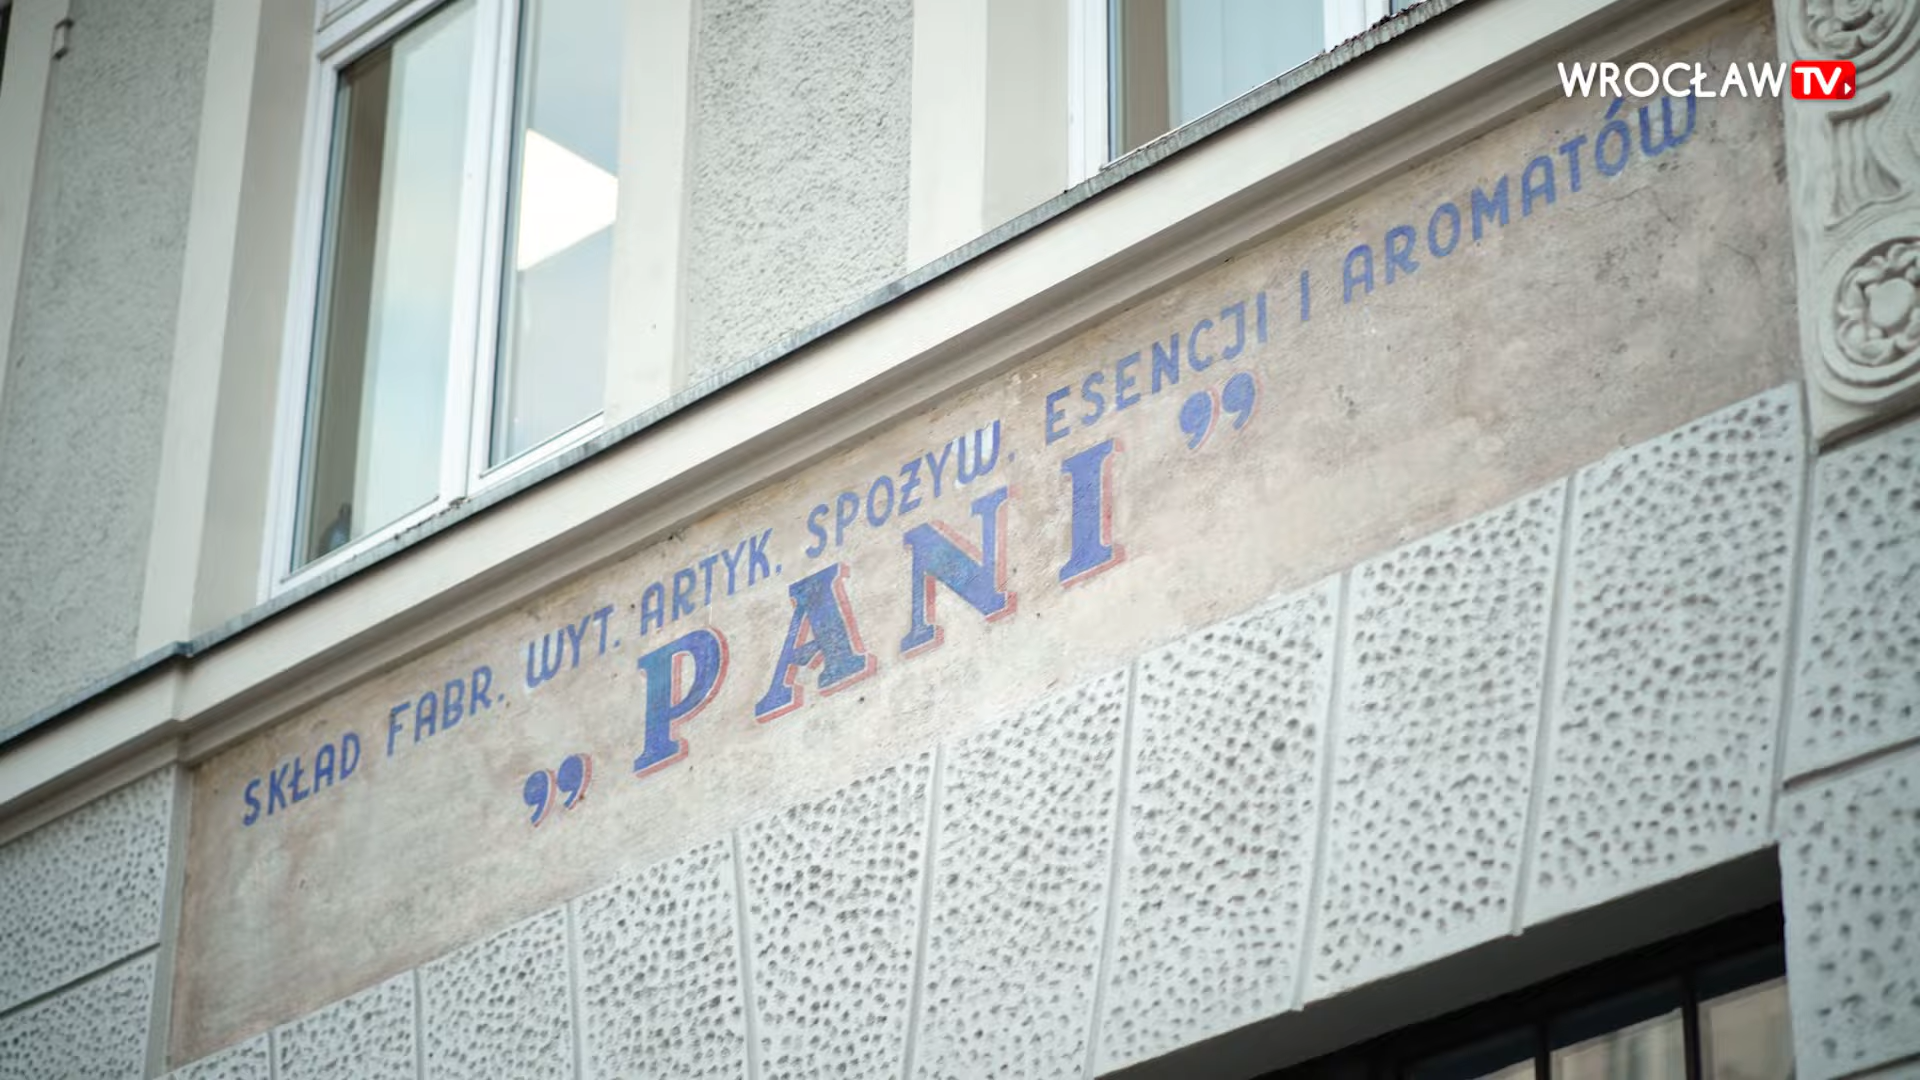 WROCŁAW TV
SKŁAD FABR. WYT. ARTYK. SPOŻYW. ESENCJI I AROMATÓW
„PANI”